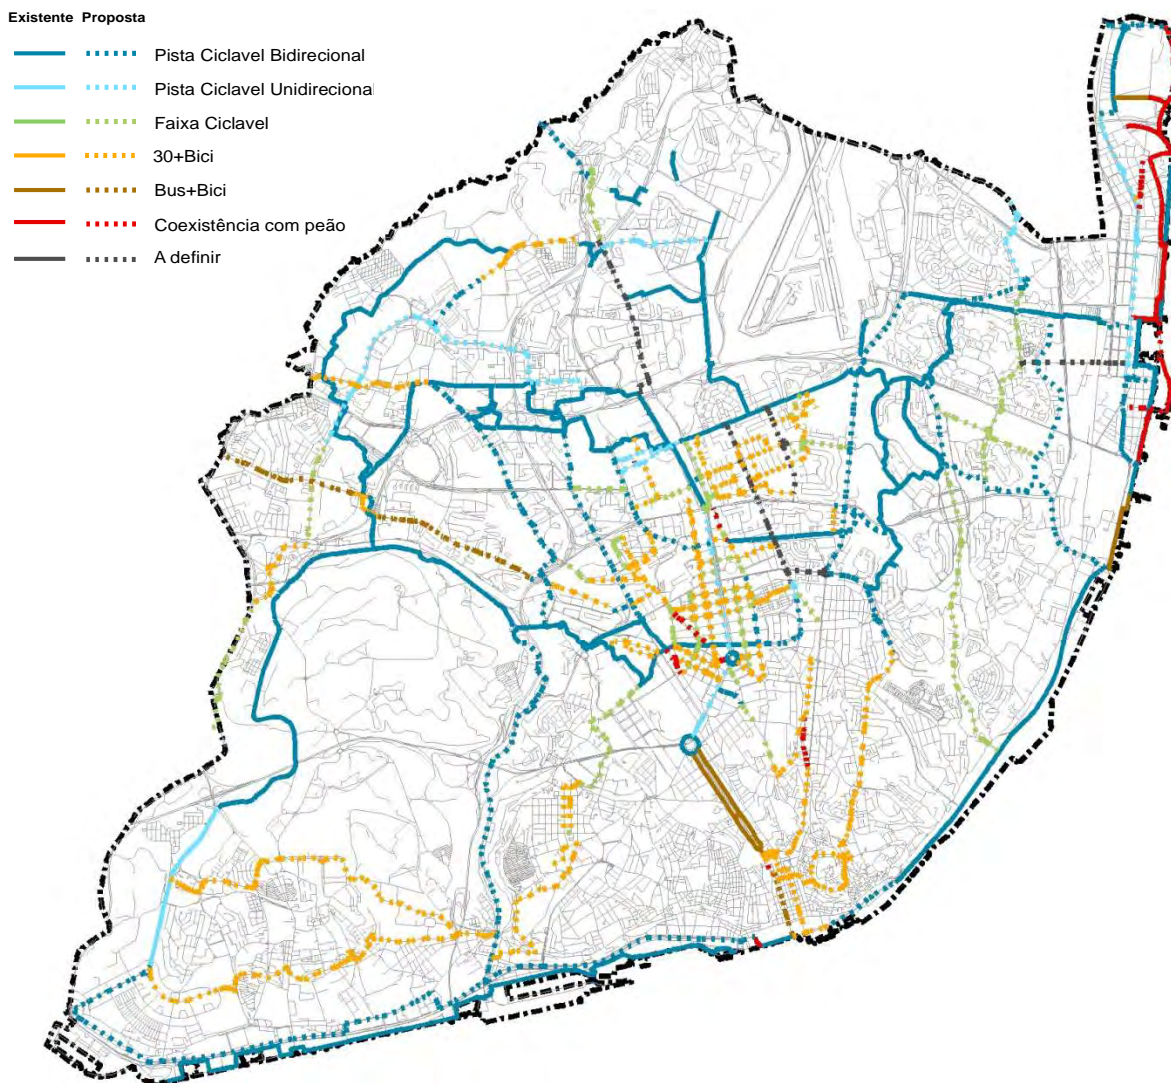 Existente Proposta
Pista Ciclavel Bidirecional
Pista Ciclavel Unidirecional
Faixa Ciclavel
30+Bici
Bus+Bici
Coexistência com peão
A definir